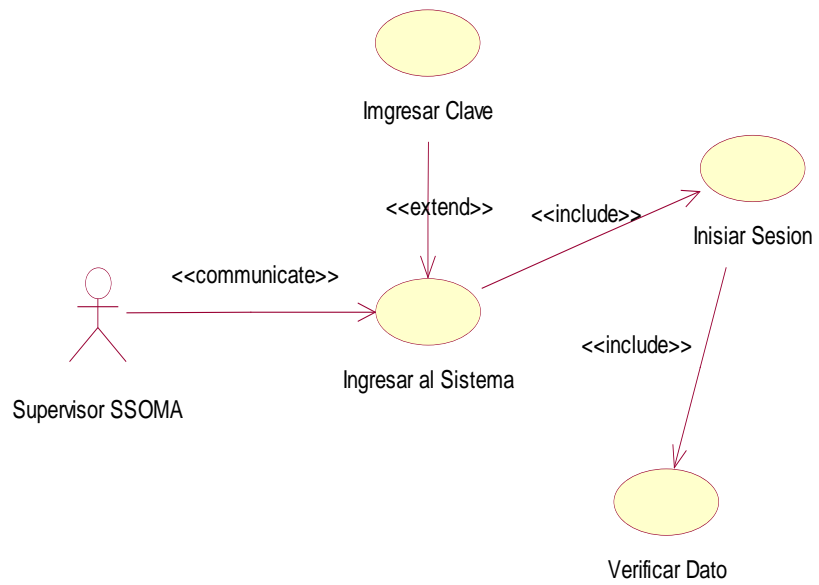 Imgresar Clave
<<extend>>
<<include>>
Inisiar Sesion
<<communicate>>
<<include>>
Ingresar al Sistema
Supervisor SSOMA
Verificar Dato